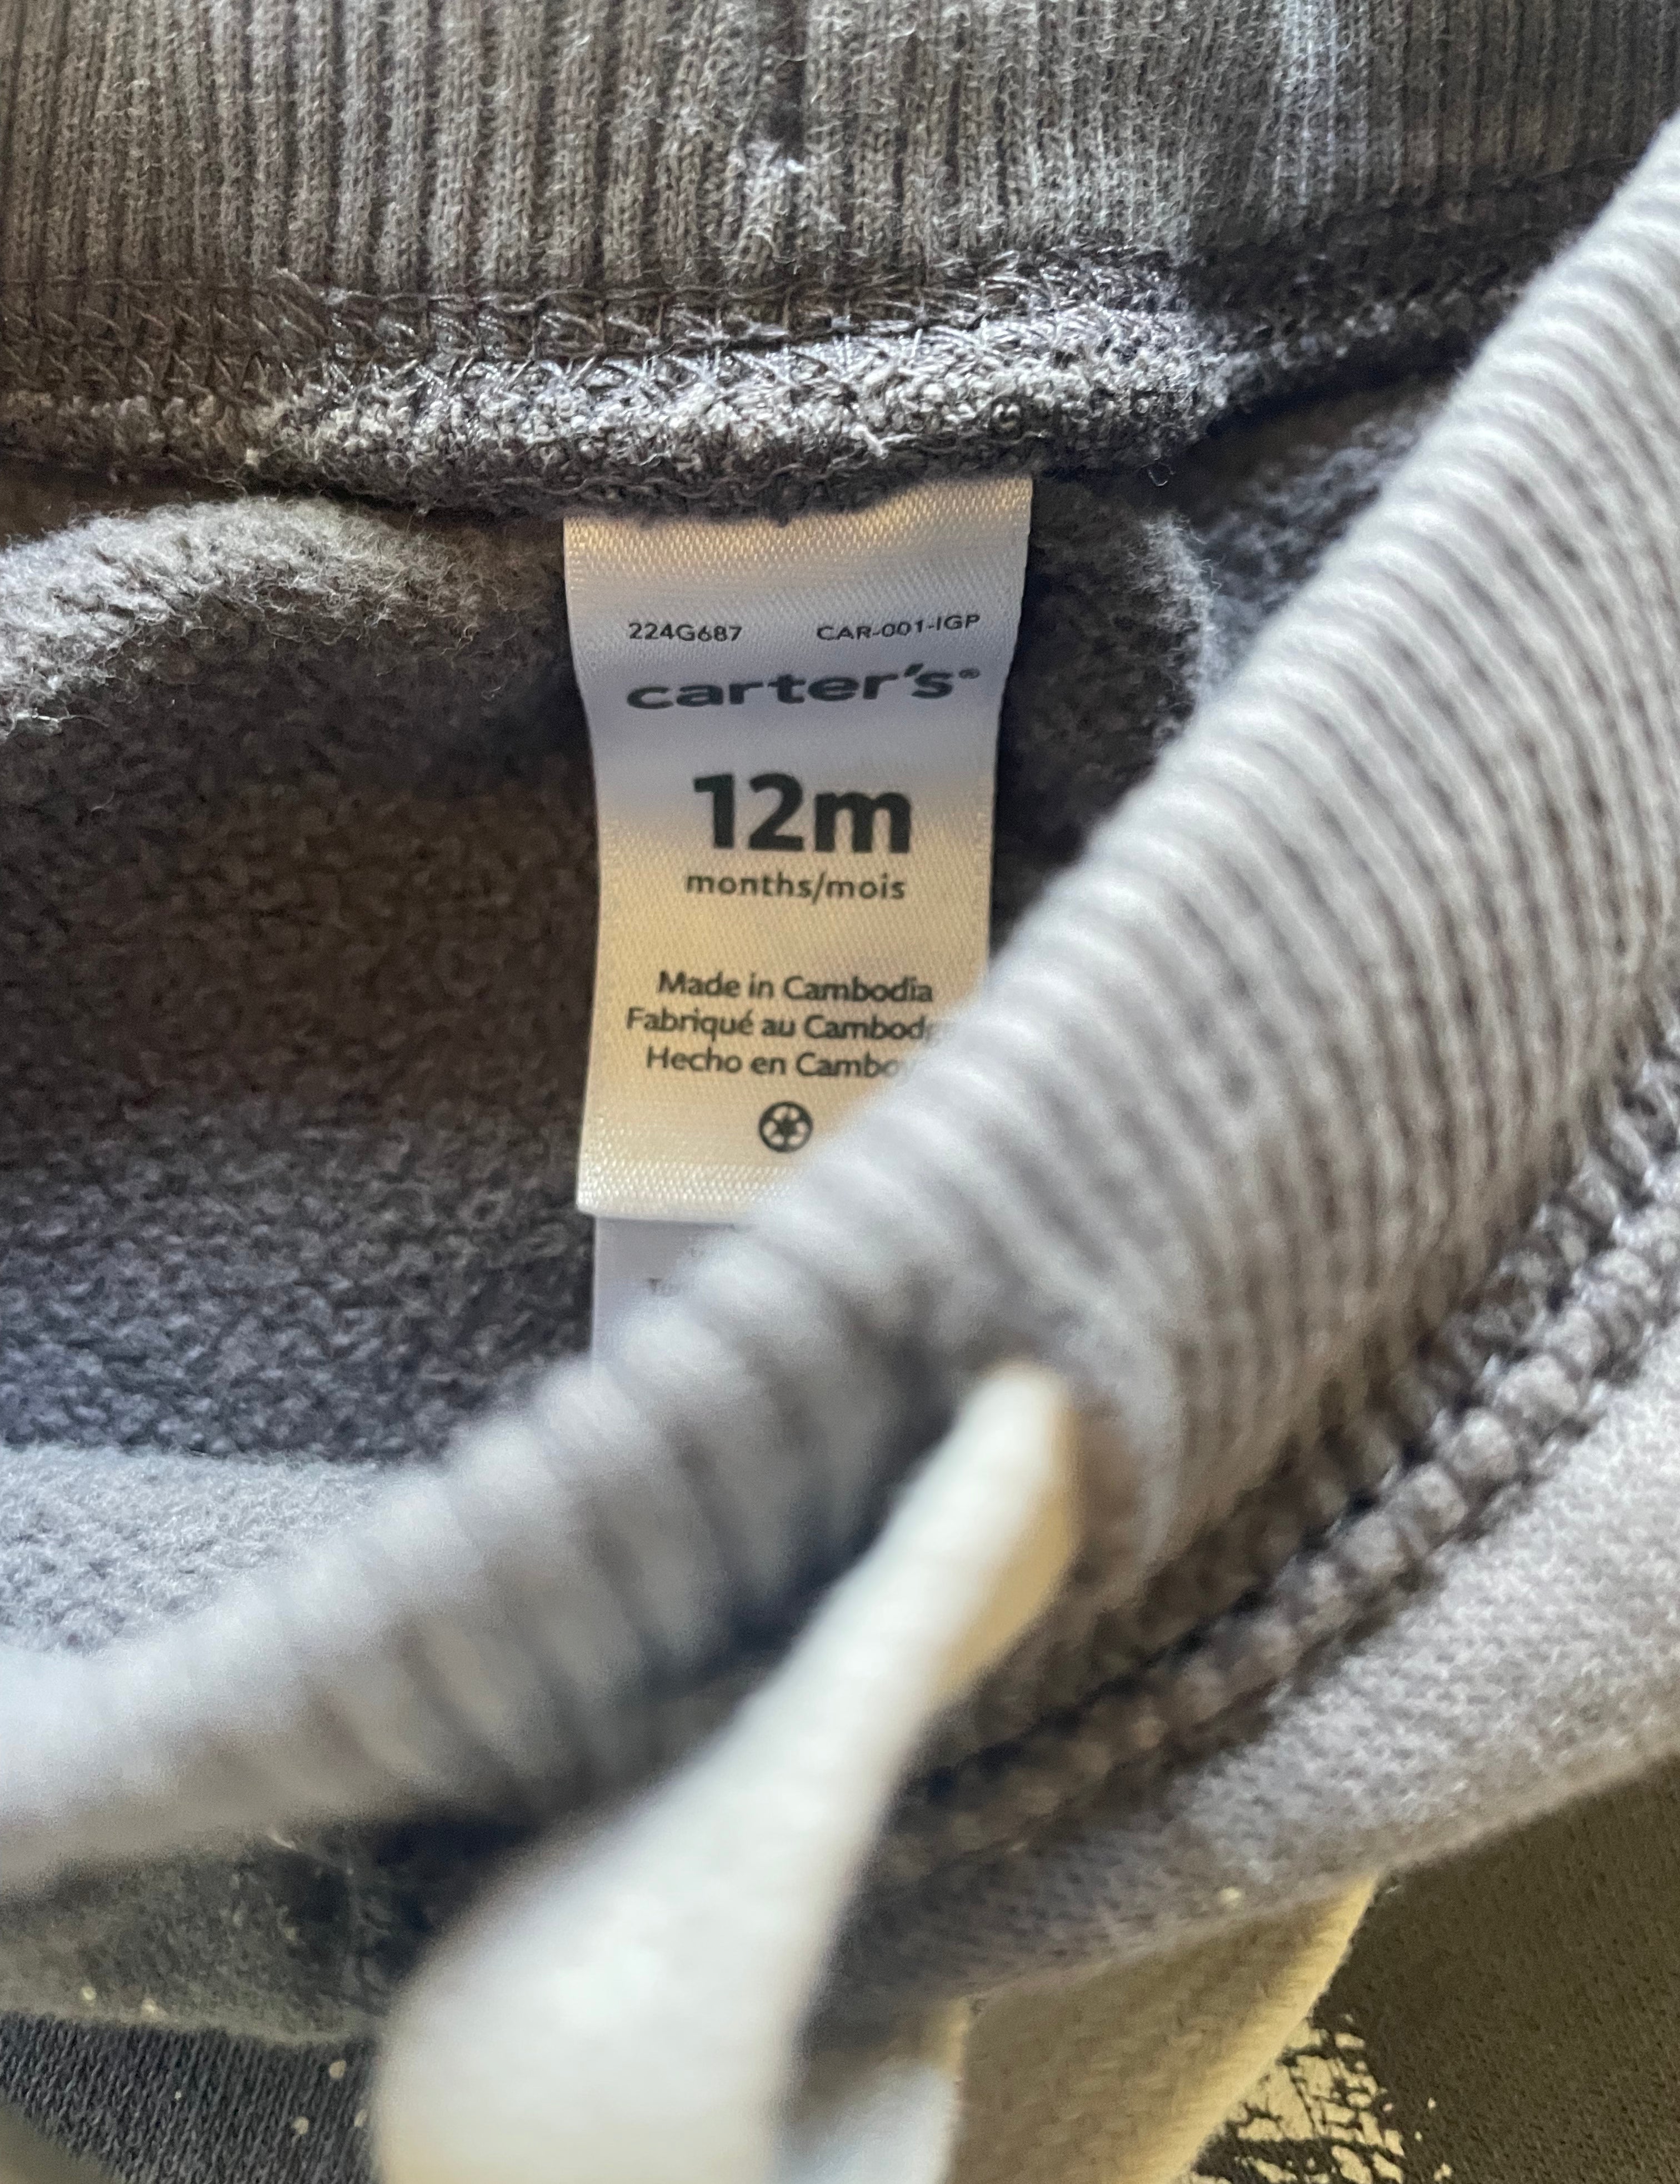 224G687 CAR-001-IGP
carter's®
12m
months/mois
Made in Cambodia
Fabriqué au
Hecho en